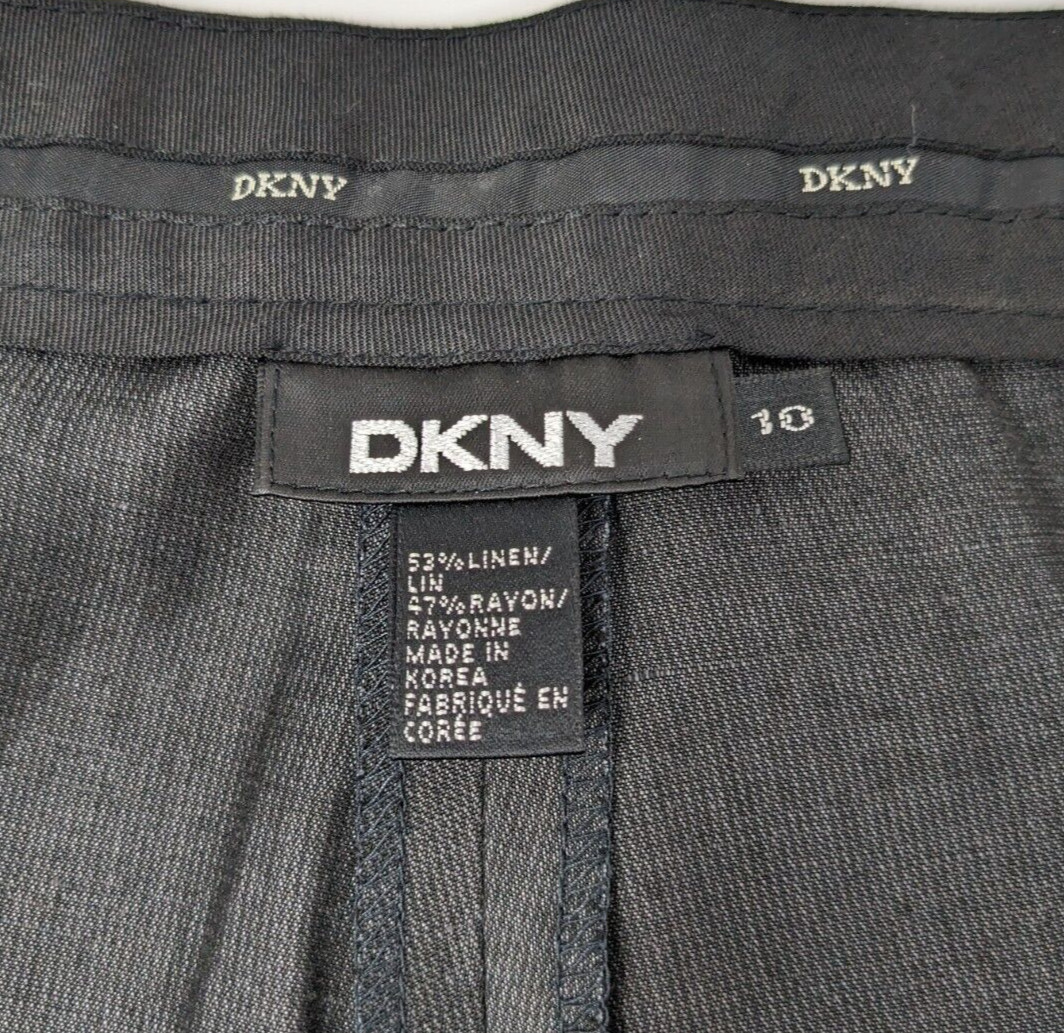 DKNY DKNY
DKNY
10
53%LINEN/
LIN
47%RAYON/
RAYONNE
MADE IN
KOREA
FABRIQUÉ EN
CORÉE